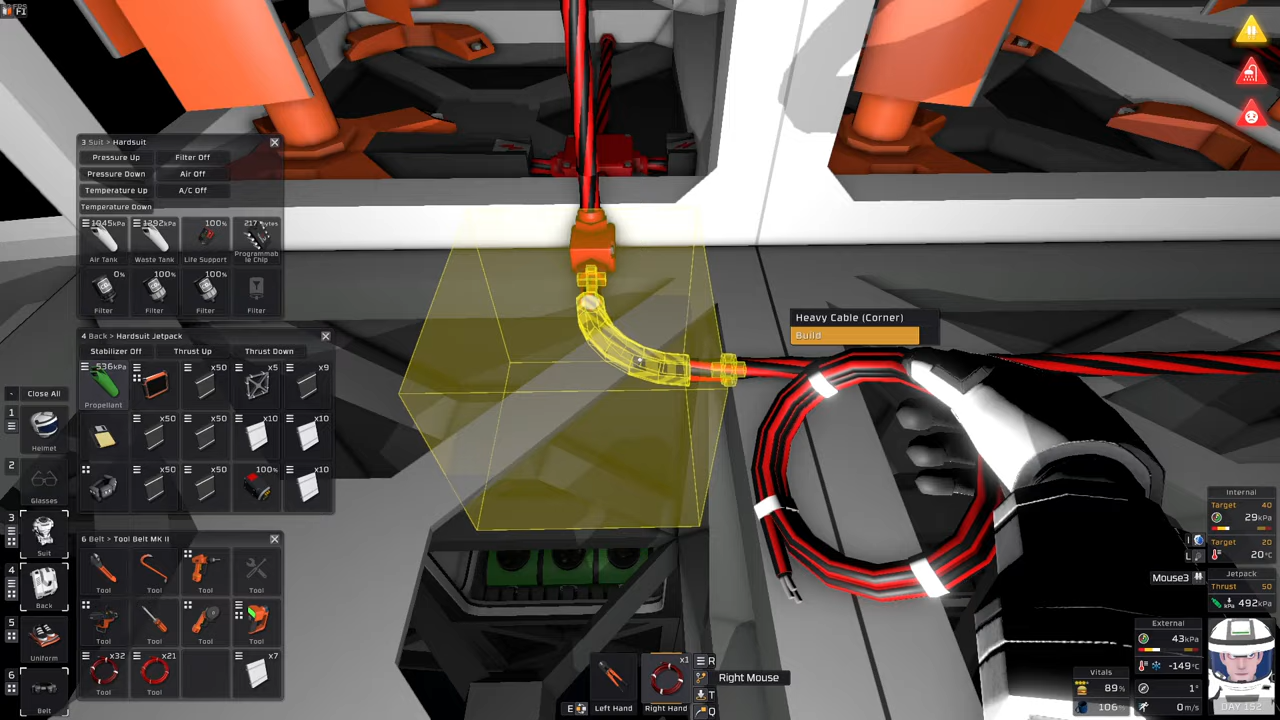 F1
3 Suit > Hardsuit
Pressure Up
Filter Off
Pressure Down
Air Off
Temperature Up
A/C Off
Temperature Down
1392kPa
100%
Air Tank
Waste Tank
Life Support
Programmab
le Chip
0%
100%
100%
Filter
Filter
Filter
Filter
4 Back > Hardsuit Jetpack
Stabilizer Off
Thrust Up
Thrust Down
536kPa
x50
x5
x9
Propellant
x50
x50
x10
x10
x50
x50
100%
x10
6 Belt > Tool Belt MK II
Tool
Tool
Tool
Tool
Tool
Tool
Tool
Tool
x32
x21
x7
Tool
Tool
Close All
1
Helmet
2
Glasses
3
Suit
4
Back
5
Uniform
6
Belt
Heavy Cable (Corner)
Build
E
Left Hand
x1
Right Hand
R
T
Q
Right Mouse
Mouse3
Internal
Target 40
29kPa
Target 20
20°C
Jetpack
Thrust 50
492kPa
External
43kPa
-149°C
1°
0m/s
Vitals
89%
106%
DAY 152